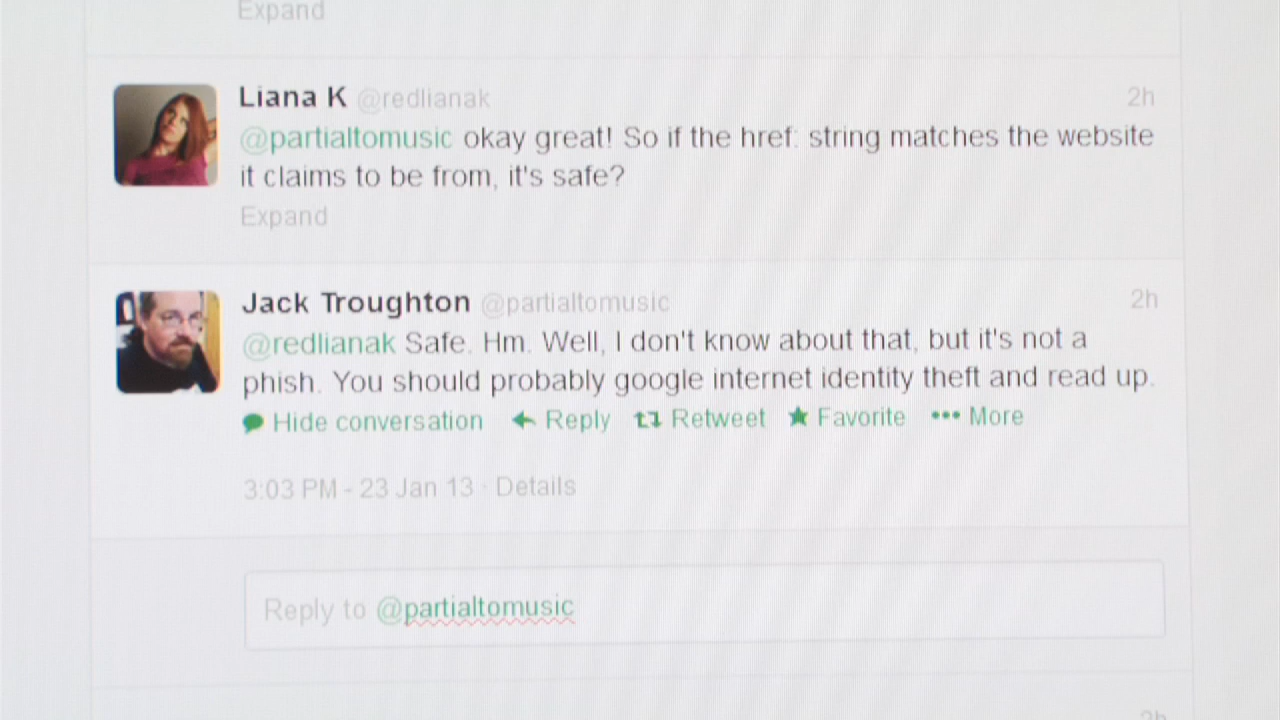 Expand
Liana K @redlianak 2h
@partialtomusic okay great! So if the href: string matches the website
it claims to be from, it's safe?
Expand
Jack Troughton @partialtomusic 2h
@redlianak Safe. Hm. Well, I don't know about that, but it's not a
phish. You should probably google internet identity theft and read up.
Hide conversation Reply Retweet Favorite More
3:03 PM - 23 Jan 13 · Details
Reply to @partialtomusic
2h